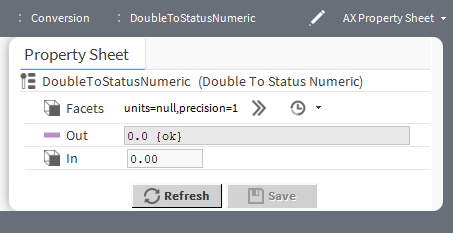 : Conversion : DoubleToStatusNumeric AX Property Sheet
Property Sheet
DoubleToStatusNumeric (Double To Status Numeric)
Facets units=null,precision=1
Out 0.0 {ok}
In 0.00
Refresh Save